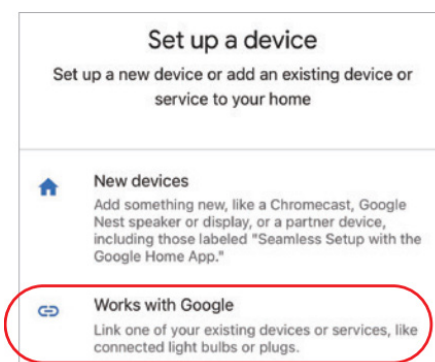 Set up a device
Set up a new device or add an existing device or
service to your home
New devices
Add something new, like a Chromecast, Google
Nest speaker or display, or a partner device,
including those labeled "Seamless Setup with the
Google Home App."
Works with Google
Link one of your existing devices or services, like
connected light bulbs or plugs.